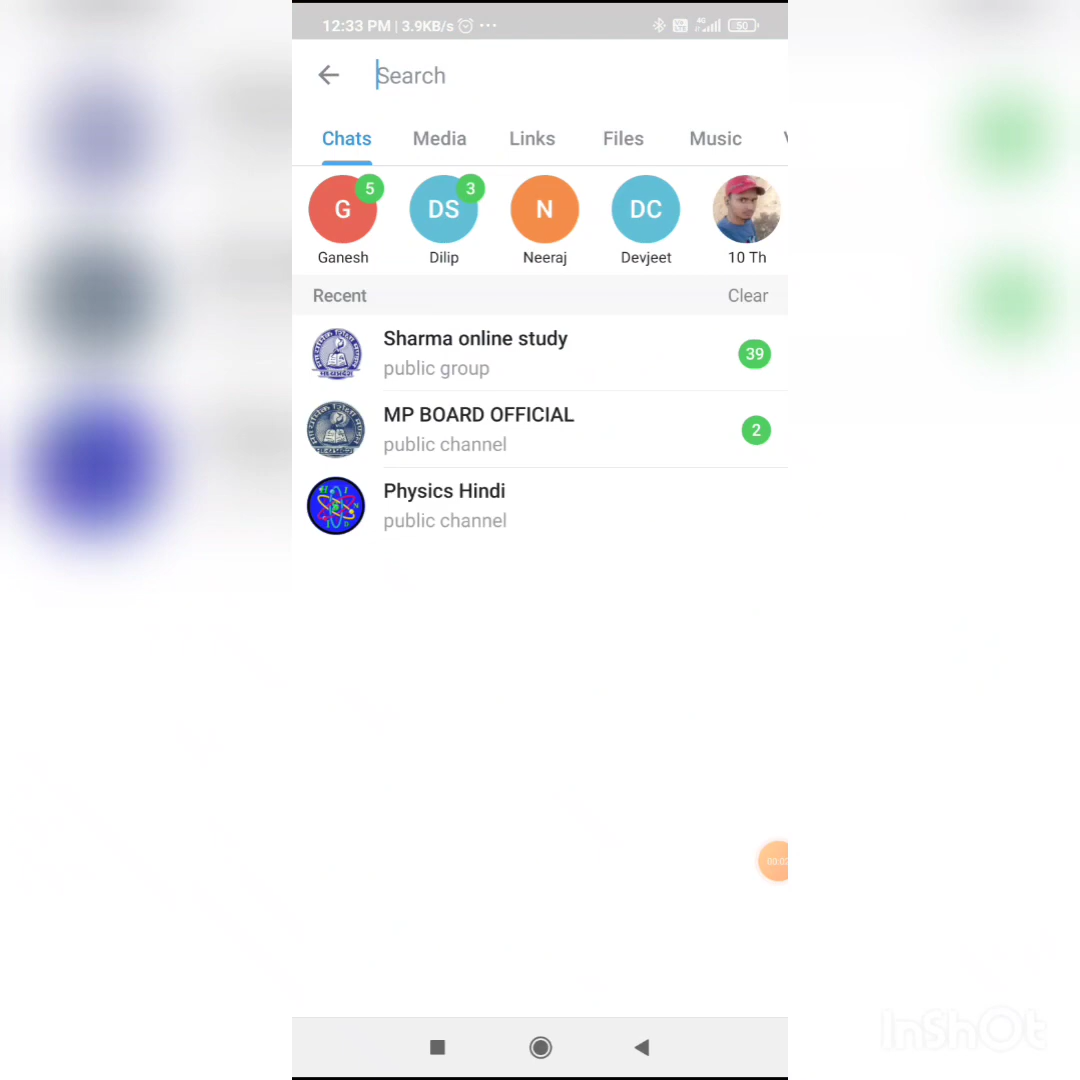 12:33 PM | 3.9KB/s
4G
50
Search
Chats Media Links Files Music
5
3
G DS N DC
Ganesh Dilip Neeraj Devjeet 10 Th
Recent Clear
Sharma online study
public group
39
MP BOARD OFFICIAL
public channel
2
Physics Hindi
public channel
InShOt